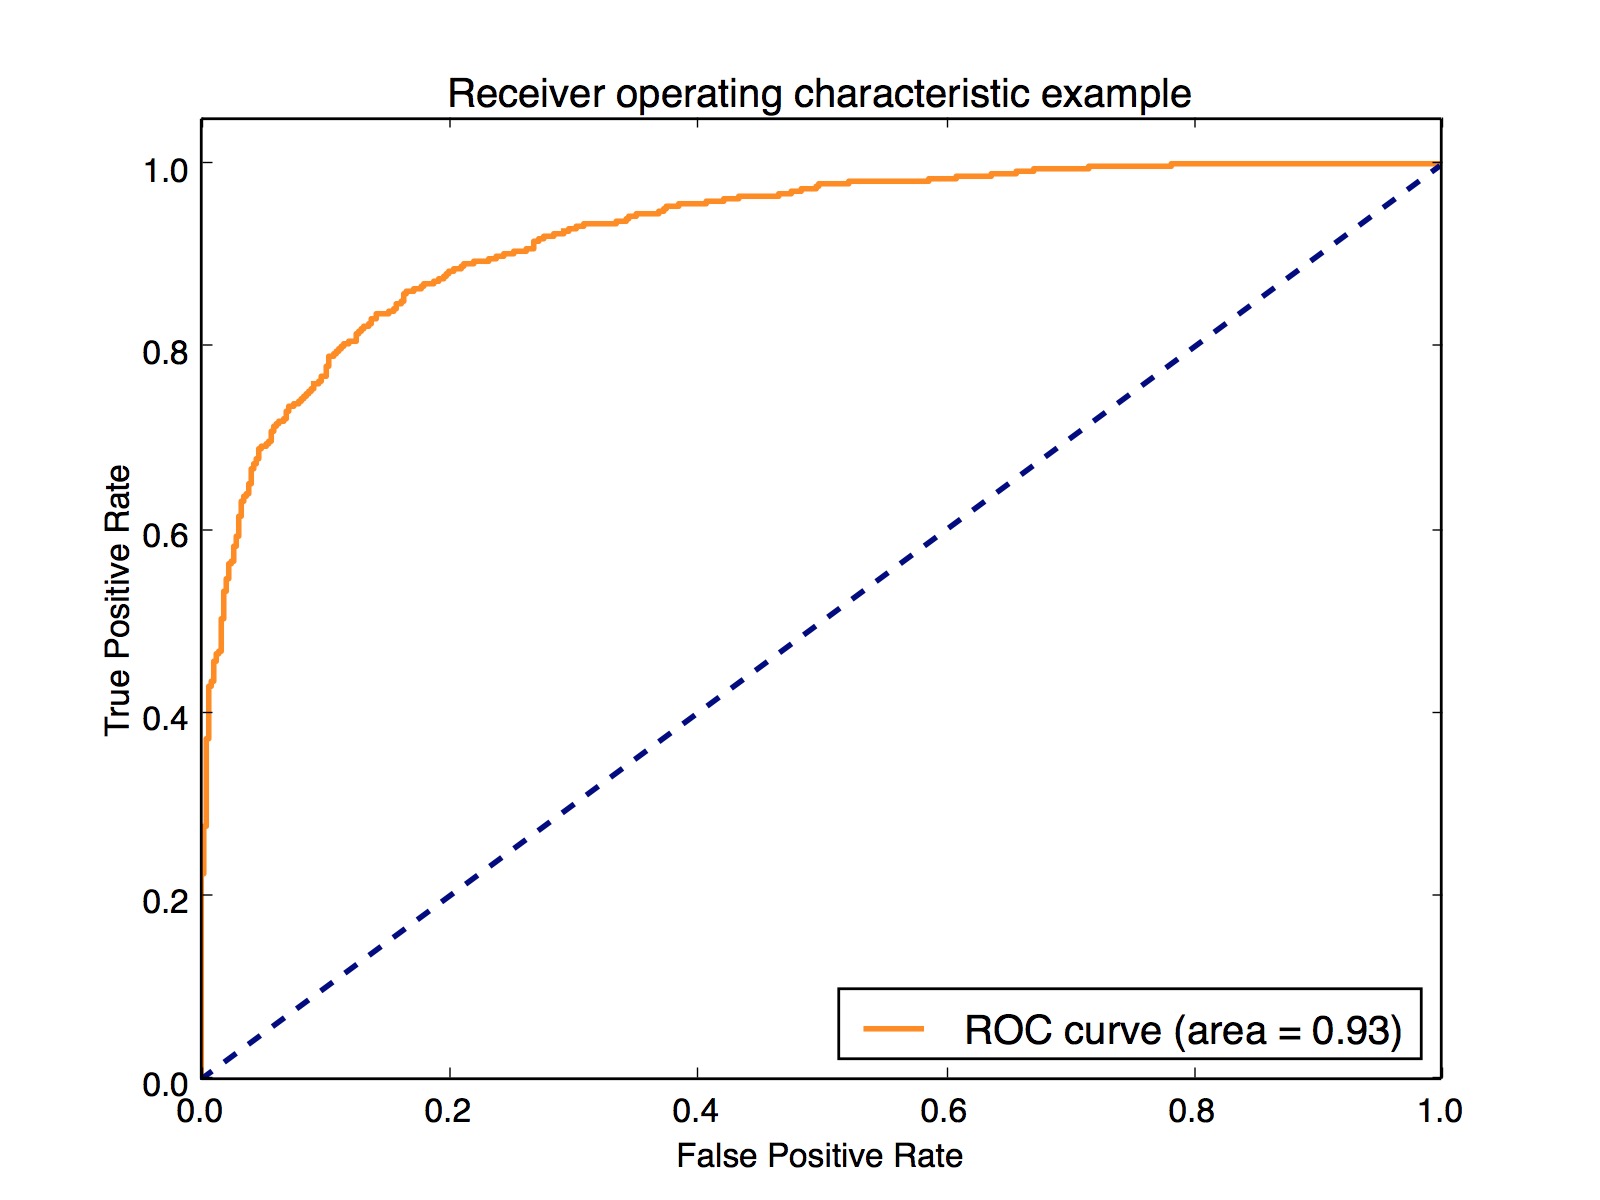 Receiver operating characteristic example
1.0
0.8
0.6
0.4
0.2
0.0
True Positive Rate
ROC curve (area = 0.93)
0.0 0.2 0.4 0.6 0.8 1.0
False Positive Rate